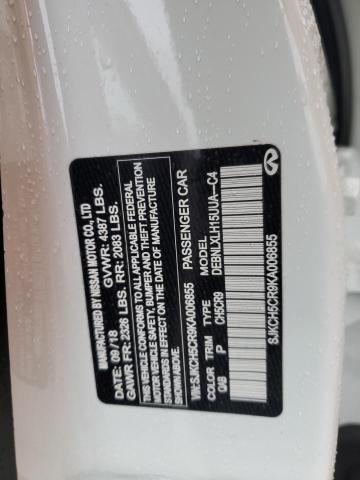 MANUFACTURED BY NISSAN MOTOR CO., LTD
DATE: 09/18 GVWR: 4387 LBS.
GAWR FR: 2326 LBS. RR: 2083 LBS.
THIS VEHICLE CONFORMS TO ALL APPLICABLE FEDERAL
MOTOR VEHICLE SAFETY, BUMPER AND THEFT PREVENTION
STANDARDS IN EFFECT ON THE DATE OF MANUFACTURE
SHOWN ABOVE.
VIN: SJKCH5CR9KA006855 PASSENGER CAR
COLOR TRIM TYPE MODEL
QAB P CH5CR9 DEBNLXLH15UUA-C4
SJKCH5CR9KA006855